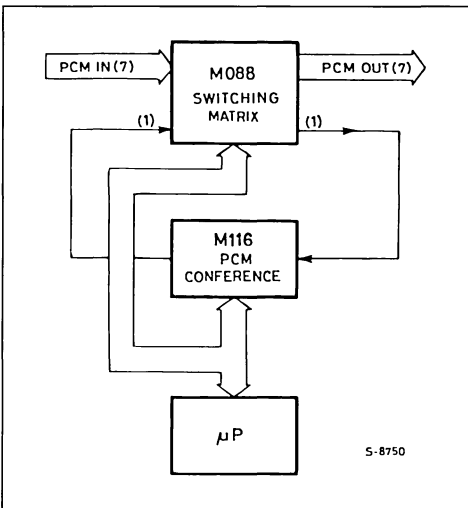 PCM IN (7)
M088
SWITCHING
MATRIX
PCM OUT (7)
(1)
(1)
M116
PCM
CONFERENCE
μP
S-8750